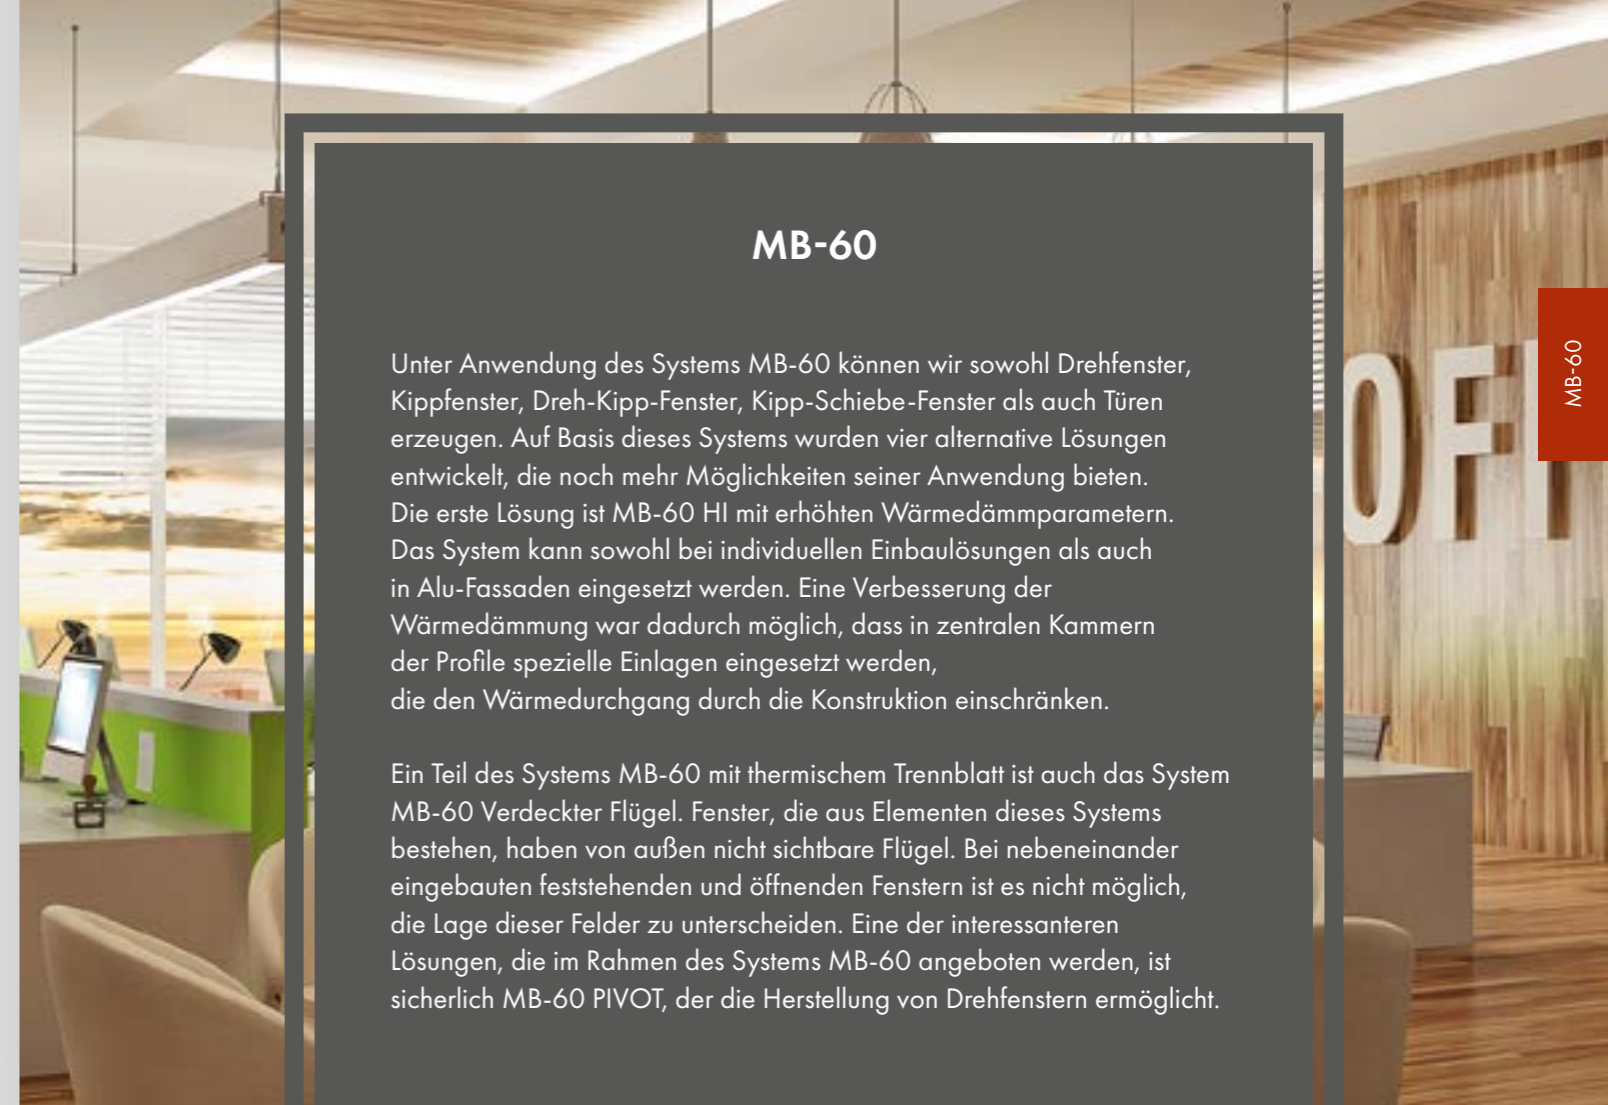 MB-60
Unter Anwendung des Systems MB-60 können wir sowohl Drehfenster,
Kippfenster, Dreh-Kipp-Fenster, Kipp-Schiebe-Fenster als auch Türen
erzeugen. Auf Basis dieses Systems wurden vier alternative Lösungen
entwickelt, die noch mehr Möglichkeiten seiner Anwendung bieten.
Die erste Lösung ist MB-60 HI mit erhöhten Wärmedämmparametern.
Das System kann sowohl bei individuellen Einbaulösungen als auch
in Alu-Fassaden eingesetzt werden. Eine Verbesserung der
Wärmedämmung war dadurch möglich, dass in zentralen Kammern
der Profile spezielle Einlagen eingesetzt werden,
die den Wärmedurchgang durch die Konstruktion einschränken.
Ein Teil des Systems MB-60 mit thermischem Trennblatt ist auch das System
MB-60 Verdeckter Flügel. Fenster, die aus Elementen dieses Systems
bestehen, haben von außen nicht sichtbare Flügel. Bei nebeneinander
eingebauten feststehenden und öffnenden Fenstern ist es nicht möglich,
die Lage dieser Felder zu unterscheiden. Eine der interessanteren
Lösungen, die im Rahmen des Systems MB-60 angeboten werden, ist
sicherlich MB-60 PIVOT, der die Herstellung von Drehfenstern ermöglicht.
MB-60